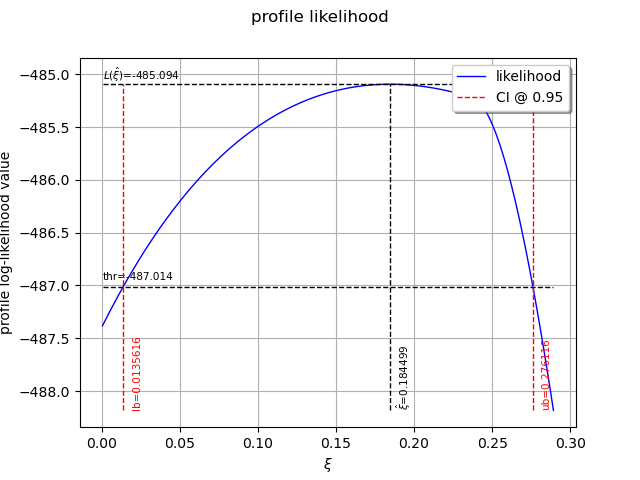 profile likelihood
L(ξ̂)=-485.094
likelihood
CI @ 0.95
−485.0
−485.5
−486.0
−486.5
−487.0
−487.5
−488.0
profile log-likelihood value
thr=-487.014
lb=0.0135616
ξ̂=0.184499
ub=0.276116
0.00 0.05 0.10 0.15 0.20 0.25 0.30
ξ